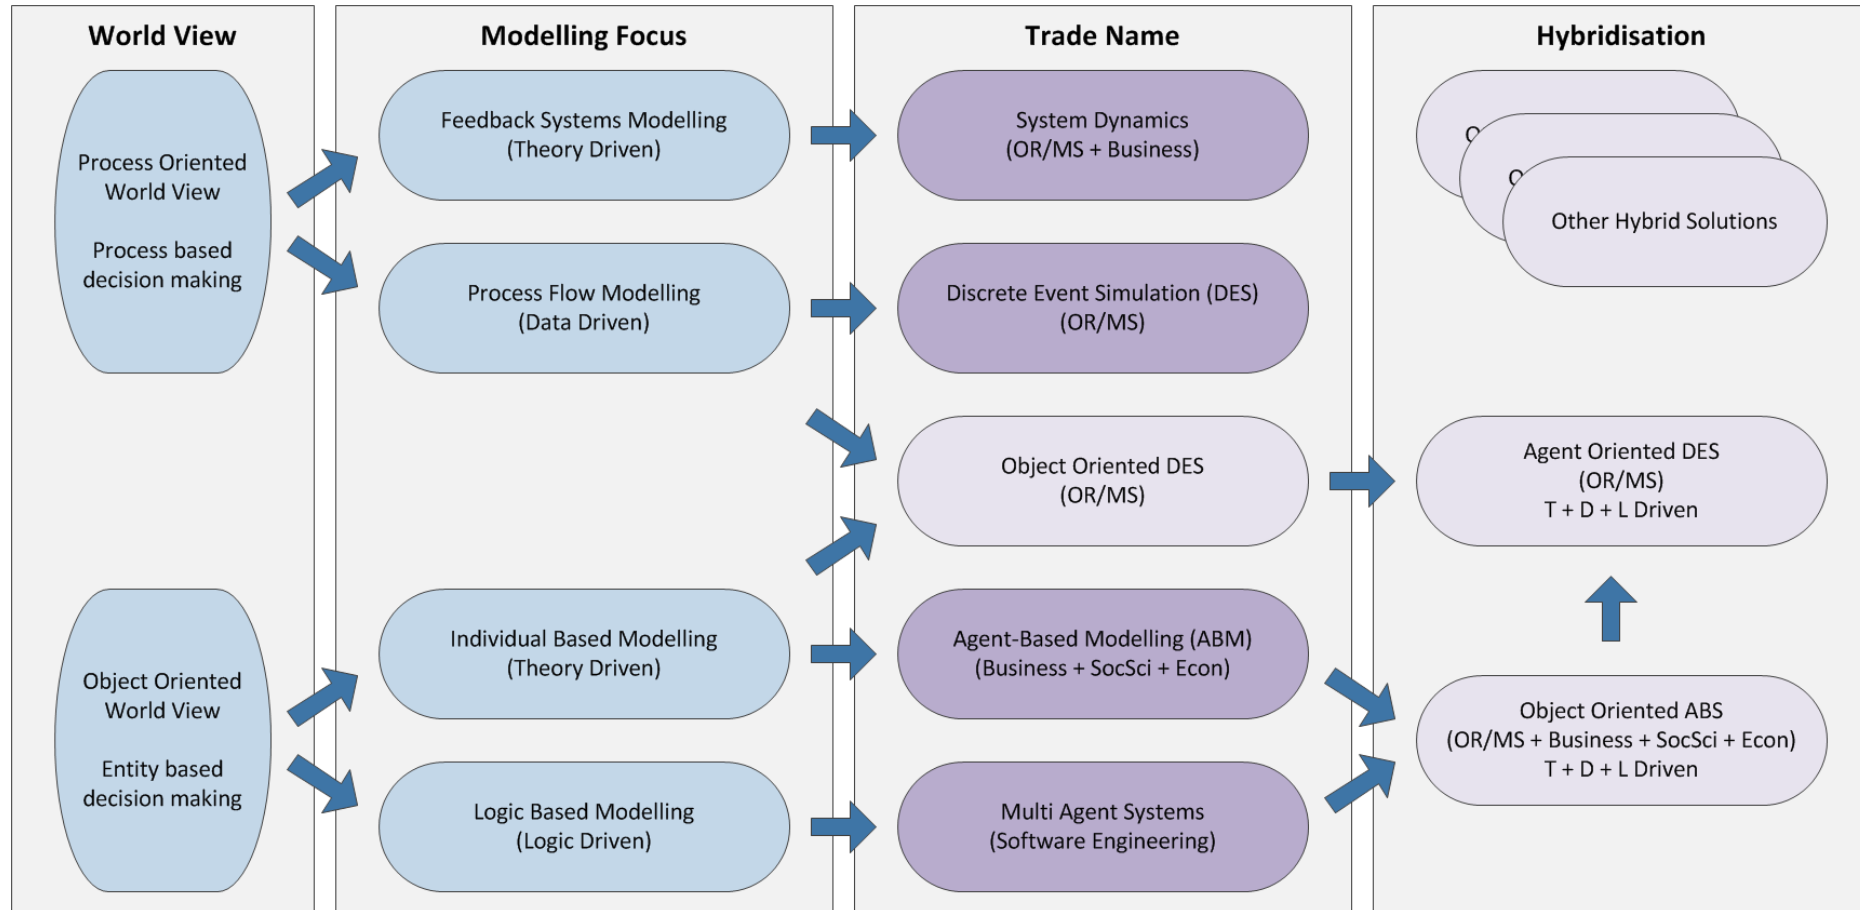 World View
Process Oriented
World View
Process based
decision making
Object Oriented
World View
Entity based
decision making
Modelling Focus
Feedback Systems Modelling
(Theory Driven)
Process Flow Modelling
(Data Driven)
Individual Based Modelling
(Theory Driven)
Logic Based Modelling
(Logic Driven)
Trade Name
System Dynamics
(OR/MS + Business)
Discrete Event Simulation (DES)
(OR/MS)
Object Oriented DES
(OR/MS)
Agent-Based Modelling (ABM)
(Business + SocSci + Econ)
Multi Agent Systems
(Software Engineering)
Hybridisation
Other Hybrid Solutions
Agent Oriented DES
(OR/MS)
T + D + L Driven
Object Oriented ABS
(OR/MS + Business + SocSci + Econ)
T + D + L Driven